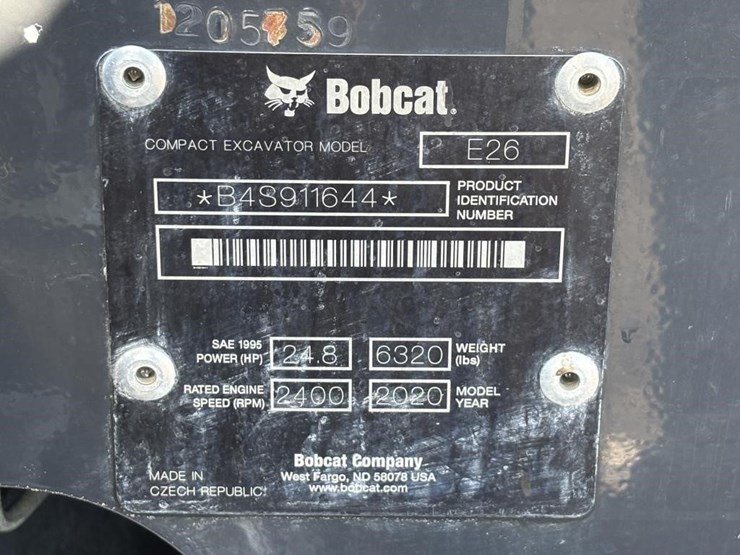 Bobcat.
COMPACT EXCAVATOR MODEL E26
*B4S911644* PRODUCT IDENTIFICATION NUMBER
SAE 1995 POWER (HP) 24.8 6320 WEIGHT (lbs)
RATED ENGINE SPEED (RPM) 2400 2020 MODEL YEAR
Bobcat Company
West Fargo, ND 58078 USA
www.bobcat.com
MADE IN
CZECH REPUBLIC